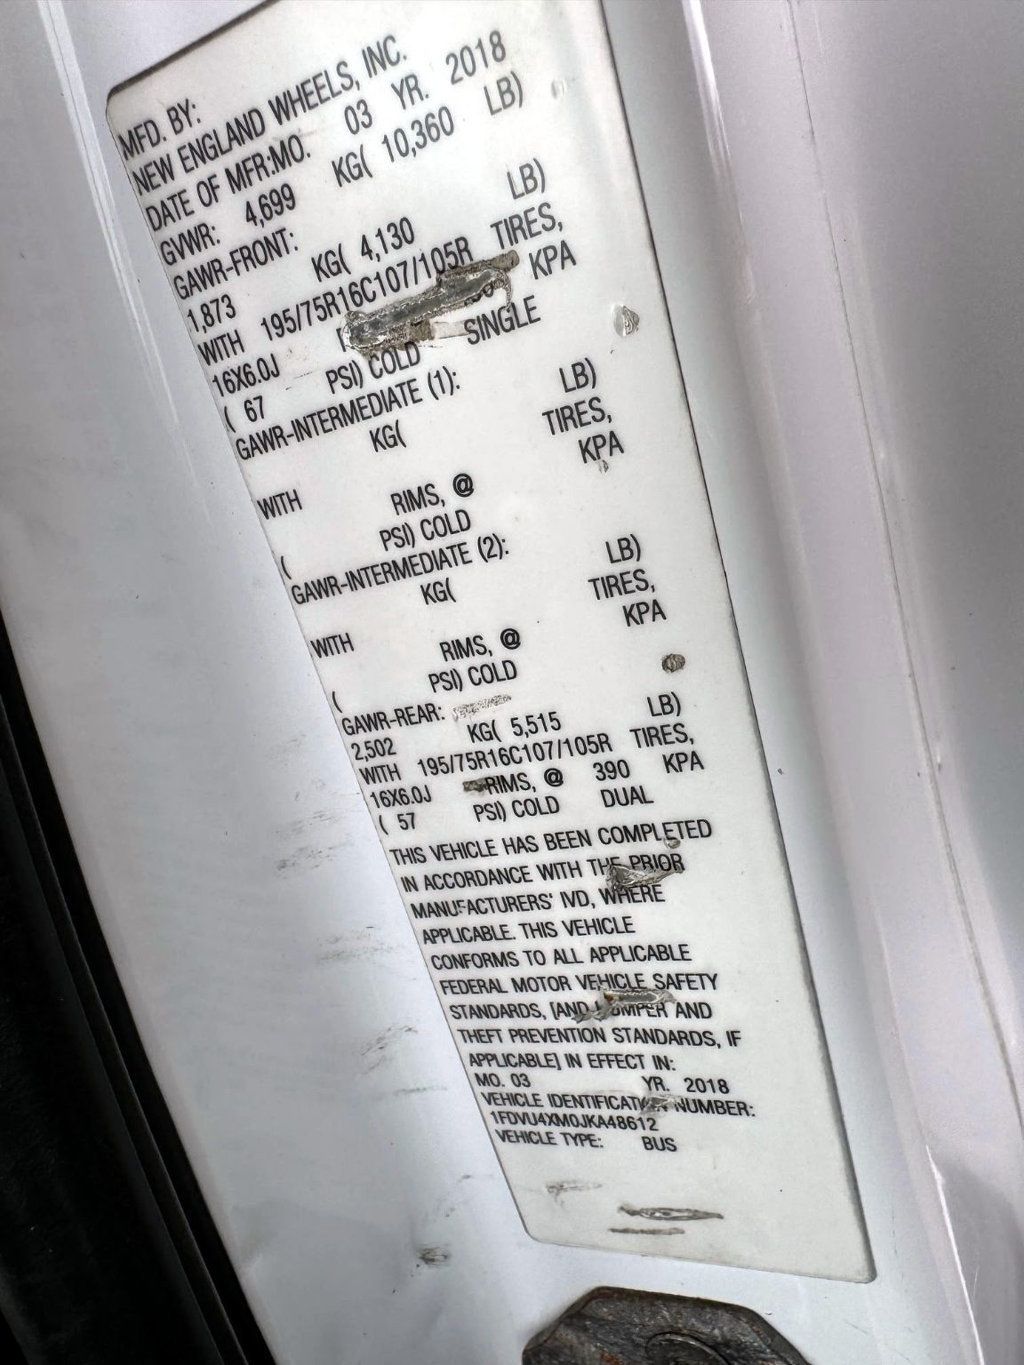 MFD. BY:
NEW ENGLAND WHEELS, INC.
DATE OF MFR:MO. 03 YR. 2018
GVWR: 4,699 KG( 10,360 LB)
GAWR-FRONT:
1,873 KG( 4,130 LB)
WITH 195/75R16C107/105R TIRES,
16X6.0J KPA
( 67 PSI) COLD SINGLE
GAWR-INTERMEDIATE (1):
KG( LB)
TIRES,
WITH RIMS, @ KPA
( PSI) COLD
GAWR-INTERMEDIATE (2):
KG( LB)
TIRES,
WITH RIMS, @ KPA
( PSI) COLD
GAWR-REAR:
2,502 KG( 5,515 LB)
WITH 195/75R16C107/105R TIRES,
16X6.0J RIMS, @ 390 KPA
( 57 PSI) COLD DUAL
THIS VEHICLE HAS BEEN COMPLETED
IN ACCORDANCE WITH THE PRIOR
MANUFACTURERS' IVD, WHERE
APPLICABLE. THIS VEHICLE
CONFORMS TO ALL APPLICABLE
FEDERAL MOTOR VEHICLE SAFETY
STANDARDS, [AND BUMPER AND
THEFT PREVENTION STANDARDS, IF
APPLICABLE] IN EFFECT IN:
MO. 03 YR. 2018
VEHICLE IDENTIFICATION NUMBER:
1FDVU4XM0JKA48612
VEHICLE TYPE: BUS